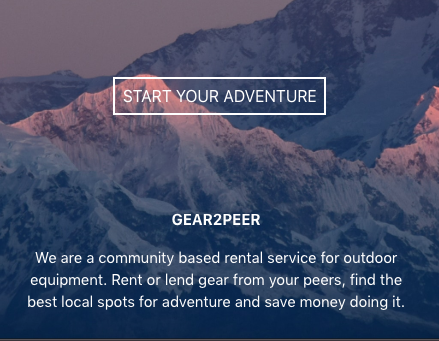 START YOUR ADVENTURE
GEAR2PEER
We are a community based rental service for outdoor
equipment. Rent or lend gear from your peers, find the
best local spots for adventure and save money doing it.